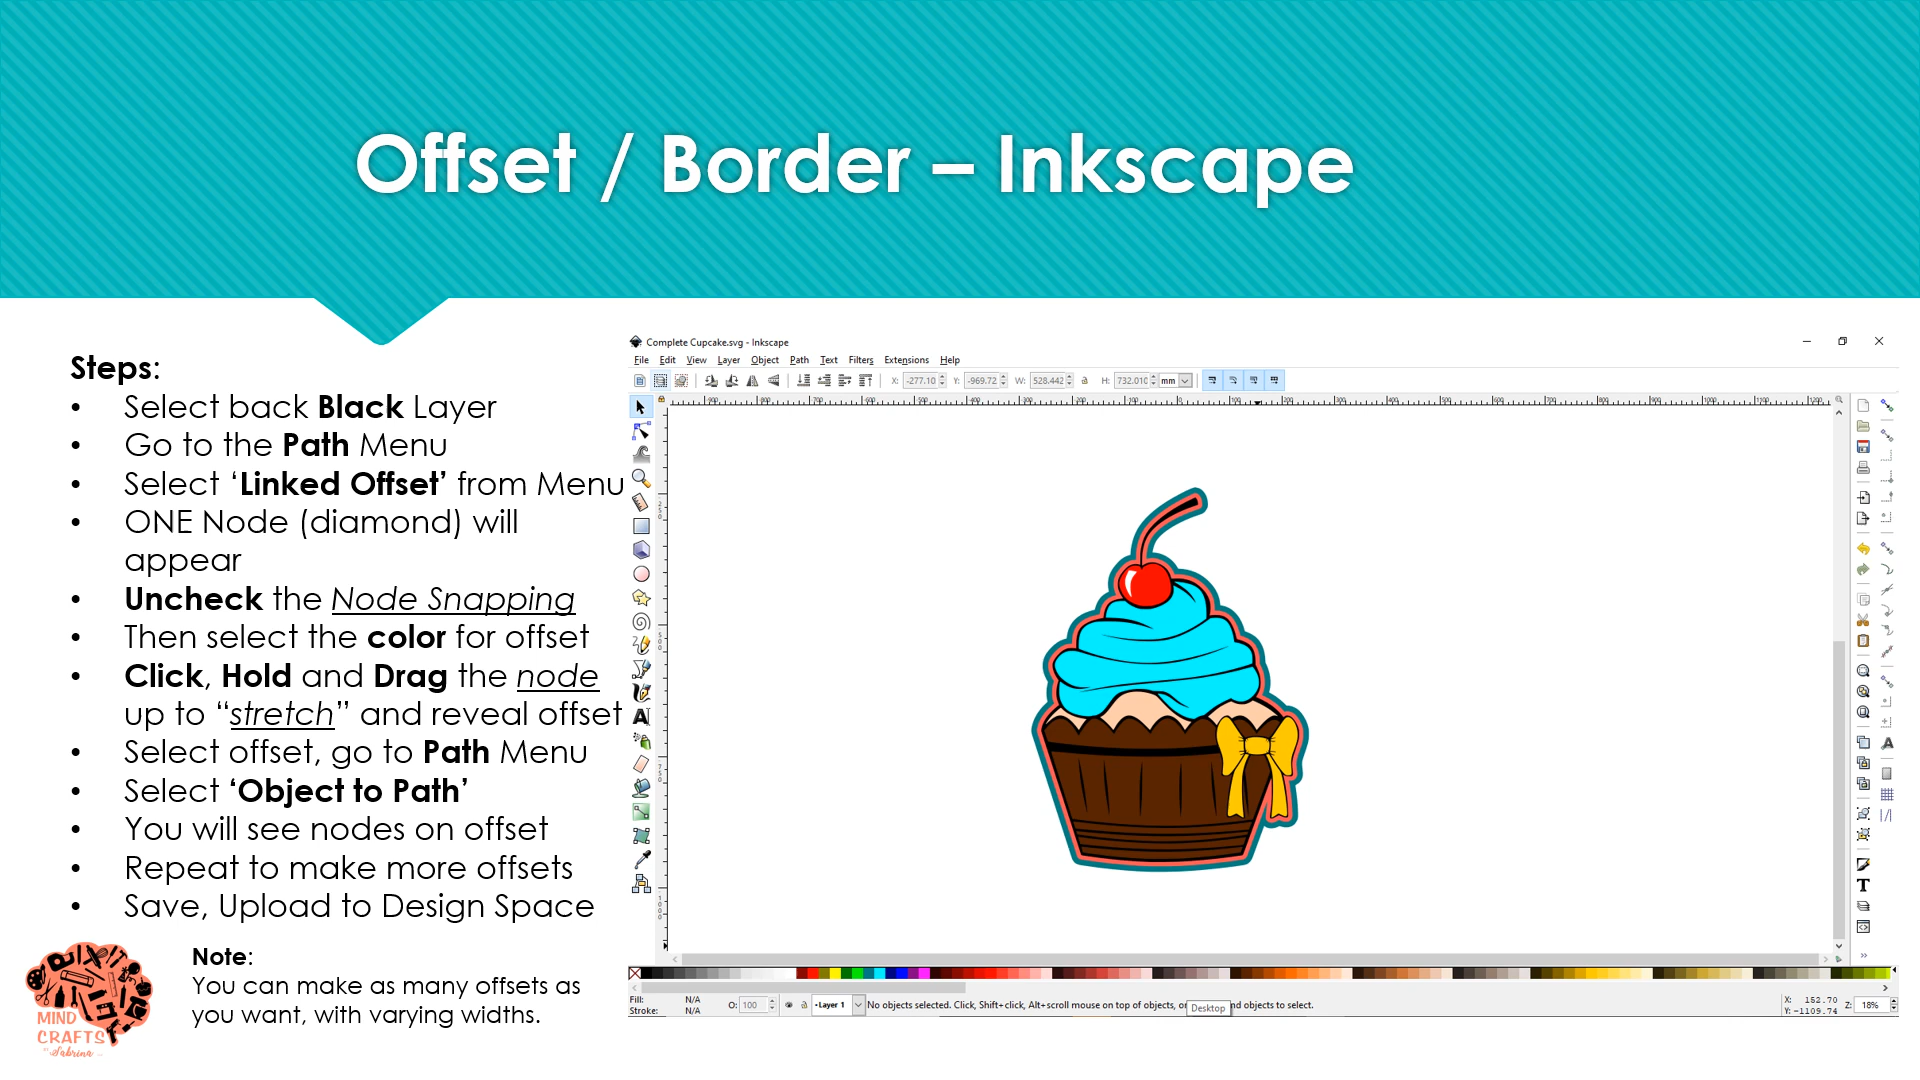 Offset / Border – Inkscape
Steps:
• Select back Black Layer
• Go to the Path Menu
• Select ‘Linked Offset’ from Menu
• ONE Node (diamond) will
appear
• Uncheck the Node Snapping
• Then select the color for offset
• Click, Hold and Drag the node
up to “stretch” and reveal offset
• Select offset, go to Path Menu
• Select ‘Object to Path’
• You will see nodes on offset
• Repeat to make more offsets
• Save, Upload to Design Space
Note:
You can make as many offsets as
you want, with varying widths.
MIND
CRAFTS
Sabrina
Complete Cupcake.svg - Inkscape
File Edit View Layer Object Path Text Filters Extensions Help
X: -277.10 Y: -969.72 W: 528.442 H: 732.010 mm
Fill: N/A
Stroke: N/A
O: 100
Layer 1
No objects selected. Click, Shift+click, Alt+scroll mouse on top of objects, or nd objects to select.
Desktop
X: 152.70
Y: -1109.74
Z: 18%